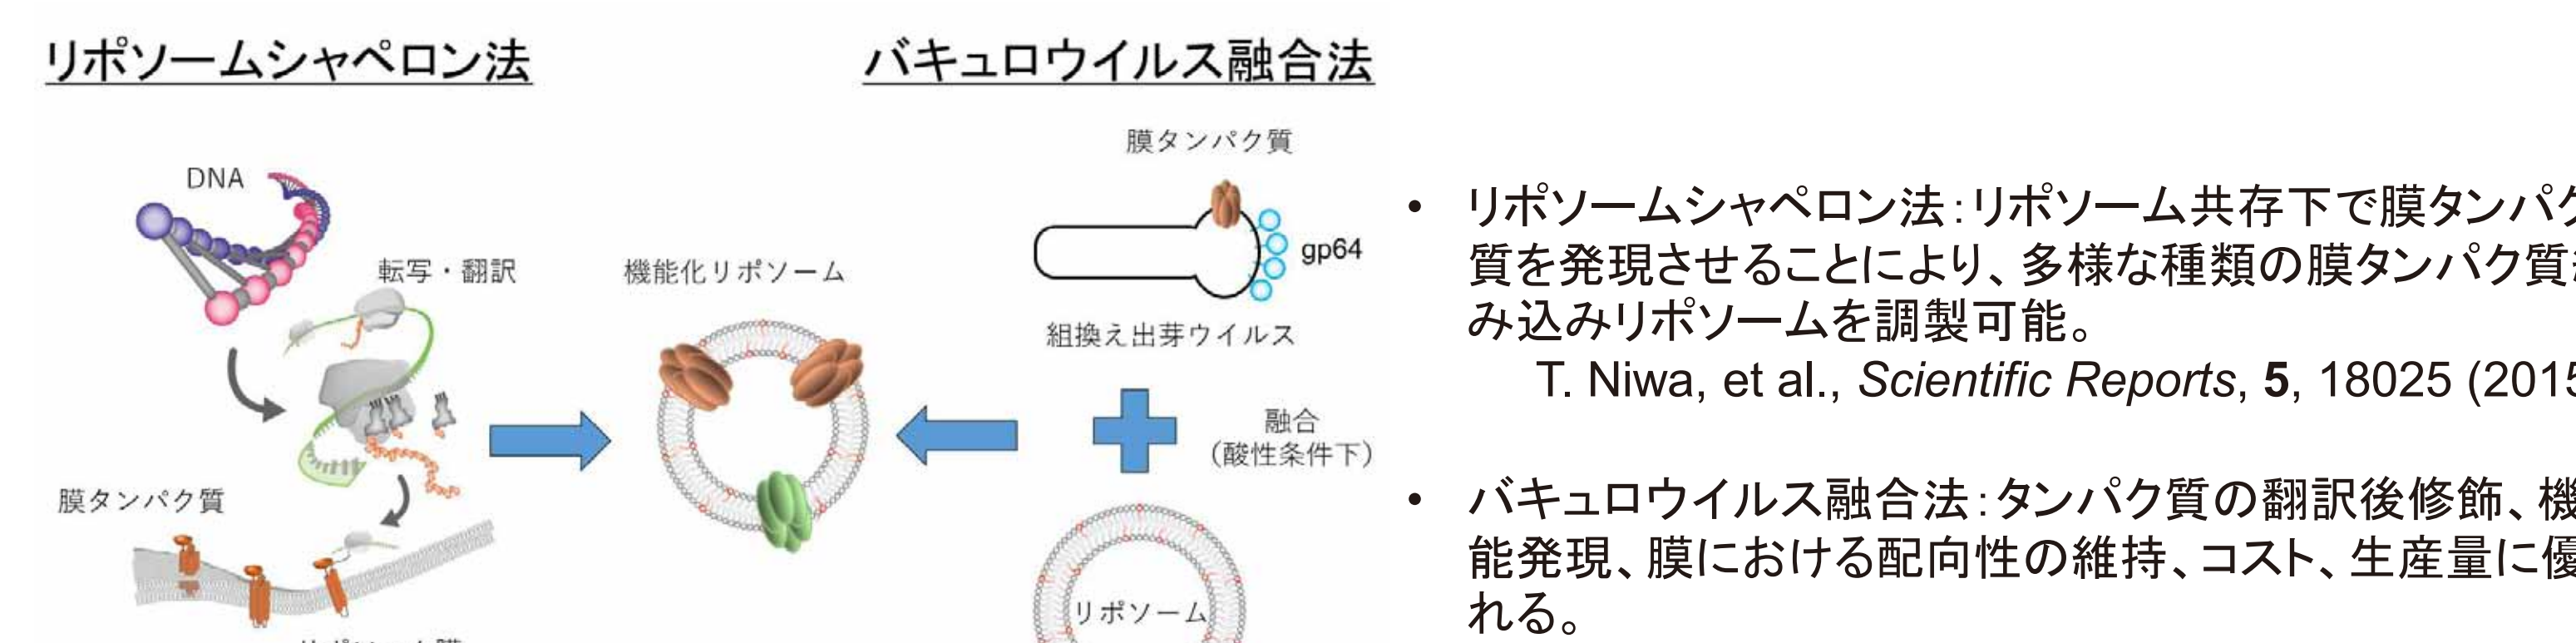 リポソームシャペロン法
バキュロウイルス融合法
DNA
転写・翻訳
膜タンパク質
機能化リポソーム
膜タンパク質
gp64
組換え出芽ウイルス
融合
（酸性条件下）
リポソーム
• リポソームシャペロン法：リポソーム共存下で膜タンパク
質を発現させることにより、多様な種類の膜タンパク質
み込みリポソームを調製可能。
T. Niwa, et al., Scientific Reports, 5, 18025 (2015
• バキュロウイルス融合法：タンパク質の翻訳後修飾、機
能発現、膜における配向性の維持、コスト、生産量に優
れる。